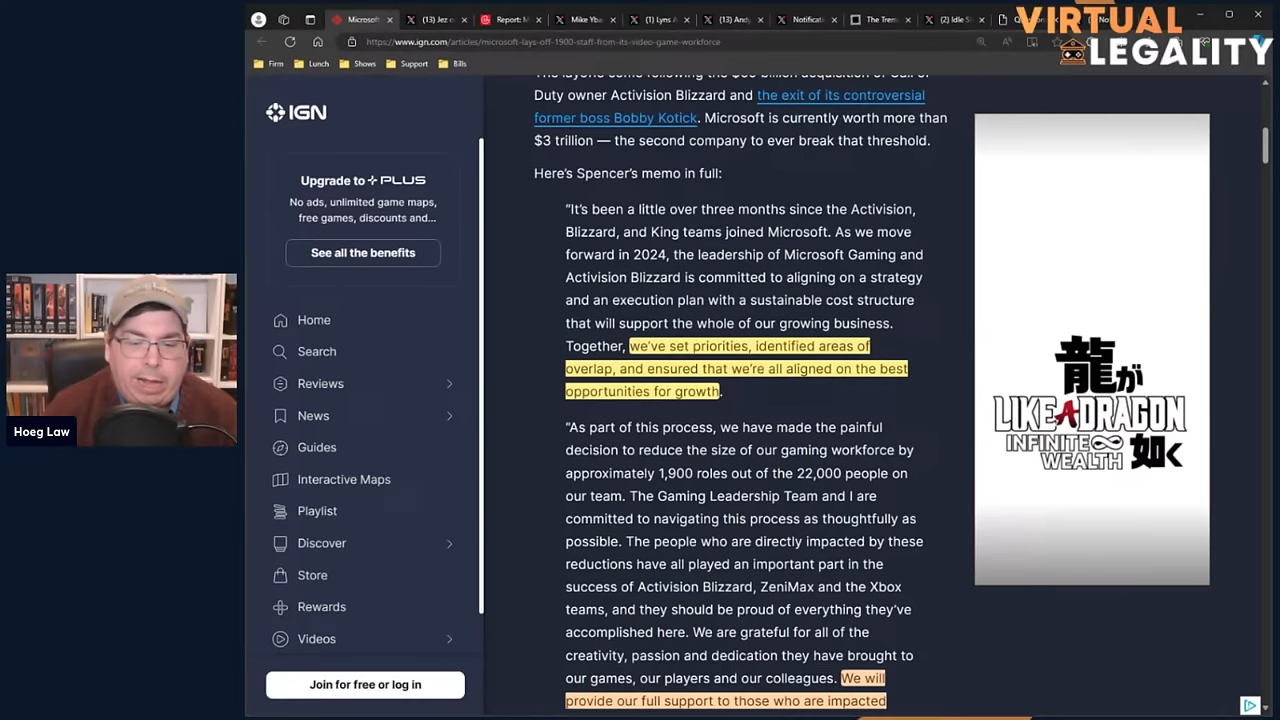 VIRTUAL
LEGALITY
Microsoft
(13) Jez c
Report: M
Mike Yba
(1) Lyns A
(13) Andy
Notificati
The Trem
(2) Idle S
https://www.ign.com/articles/microsoft-lays-off-1900-staff-from-its-video-game-workforce
Firm
Lunch
Shows
Support
Bills
IGN
Upgrade to PLUS
No ads, unlimited game maps,
free games, discounts and...
See all the benefits
Home
Search
Reviews
News
Guides
Interactive Maps
Playlist
Discover
Store
Rewards
Videos
Join for free or log in
Duty owner Activision Blizzard and the exit of its controversial
former boss Bobby Kotick. Microsoft is currently worth more than
$3 trillion — the second company to ever break that threshold.
Here's Spencer's memo in full:
“It's been a little over three months since the Activision,
Blizzard, and King teams joined Microsoft. As we move
forward in 2024, the leadership of Microsoft Gaming and
Activision Blizzard is committed to aligning on a strategy
and an execution plan with a sustainable cost structure
that will support the whole of our growing business.
Together, we've set priorities, identified areas of
overlap, and ensured that we're all aligned on the best
opportunities for growth.
“As part of this process, we have made the painful
decision to reduce the size of our gaming workforce by
approximately 1,900 roles out of the 22,000 people on
our team. The Gaming Leadership Team and I are
committed to navigating this process as thoughtfully as
possible. The people who are directly impacted by these
reductions have all played an important part in the
success of Activision Blizzard, ZeniMax and the Xbox
teams, and they should be proud of everything they've
accomplished here. We are grateful for all of the
creativity, passion and dedication they have brought to
our games, our players and our colleagues. We will
provide our full support to those who are impacted
龍が
LIKE A DRAGON
INFINITE
WEALTH
如く
Hoeg Law